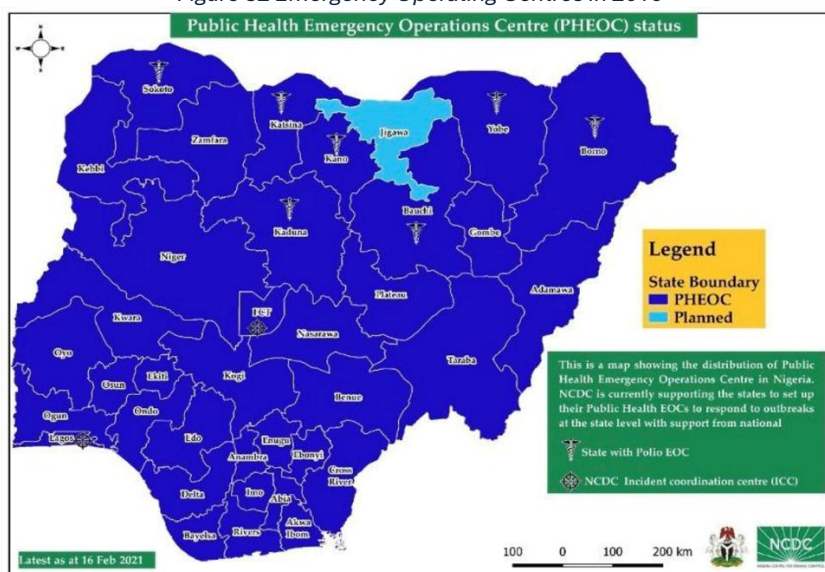 Figure Emergency Operating Centres in
Public Health Emergency Operations Centre (PHEOC) status
Sokoto
Katsina
Jigawa
Yobe
Borno
Zamfara
Kano
Kebbi
Bauchi
Kaduna
Gombe
Niger
Adamawa
Plateau
Kwara
FCT
Nasarawa
Oyo
Taraba
Osun
Ekiti
Kogi
Benue
Ogun
Ondo
Lagos
Edo
Enugu
Anambra
Ebonyi
Cross
River
Delta
Imo
Abia
Bayelsa
Rivers
Akwa
Ibom
Legend
State Boundary
PHEOC
Planned
This is a map showing the distribution of Public
Health Emergency Operations Centre in Nigeria.
NCDC is currently supporting the states to set up
their Public Health EOCs to respond to outbreaks
at the state level with support from national
State with Polio EOC
NCDC Incident coordination centre (ICC)
Latest as at 16 Feb 2021
100 0 100 200 km
NCDC